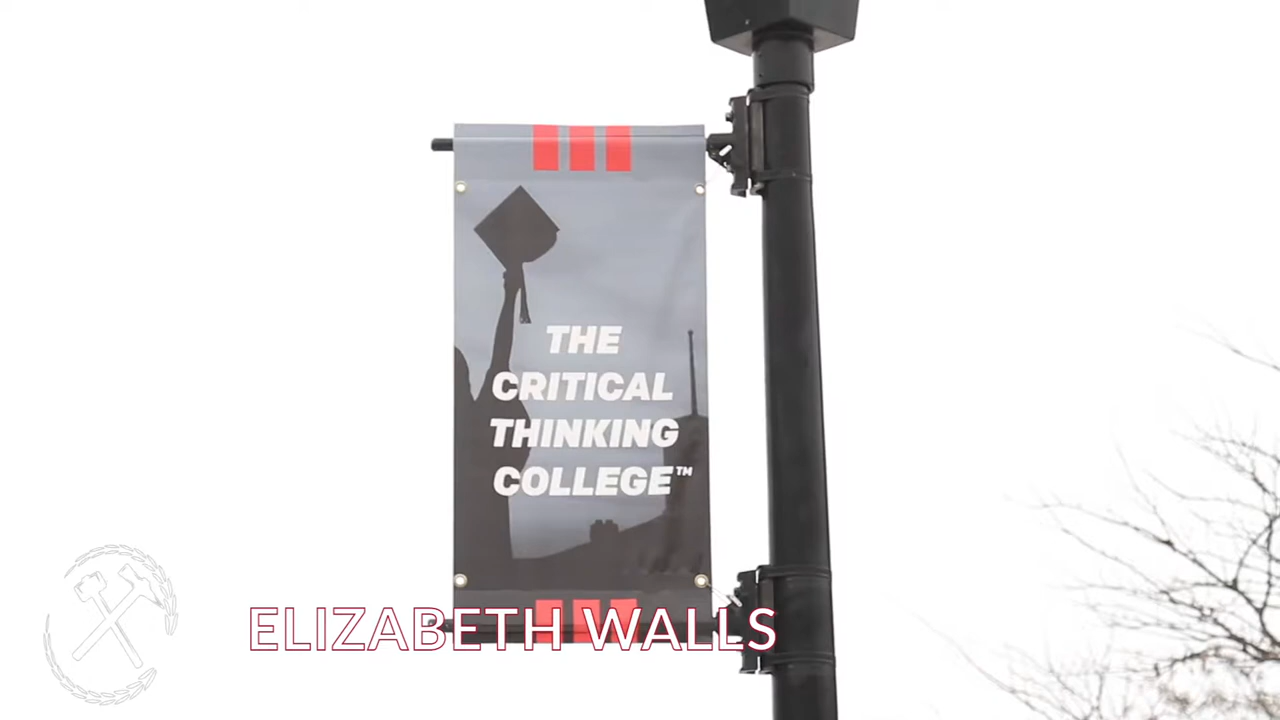 THE
CRITICAL
THINKING
COLLEGE™
ELIZABETH WALLS